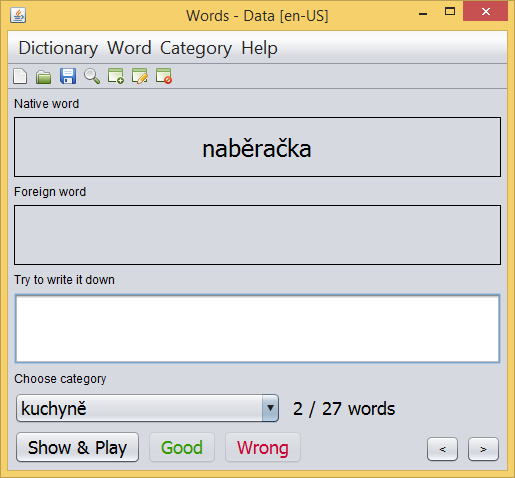 Words - Data [en-US]
Dictionary Word Category Help
Native word
naběračka
Foreign word
Try to write it down
Choose category
kuchyně 2 / 27 words
Show & Play Good Wrong < >